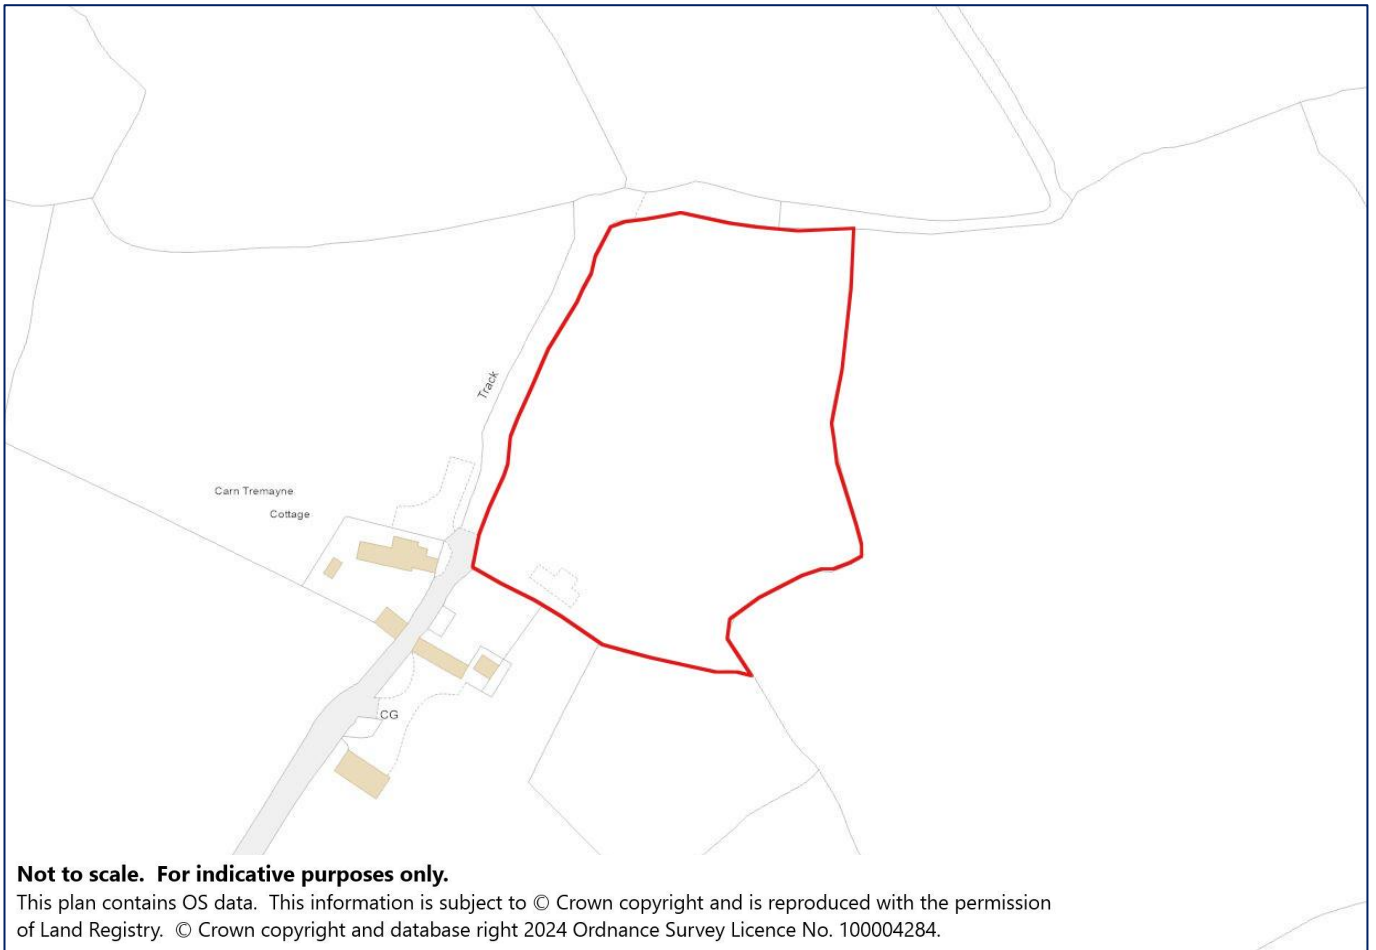 Track
Carn Tremayne
Cottage
CG
Not to scale.  For indicative purposes only.
This plan contains OS data.  This information is subject to © Crown copyright and is reproduced with the permission
of Land Registry.  © Crown copyright and database right 2024 Ordnance Survey Licence No. 100004284.